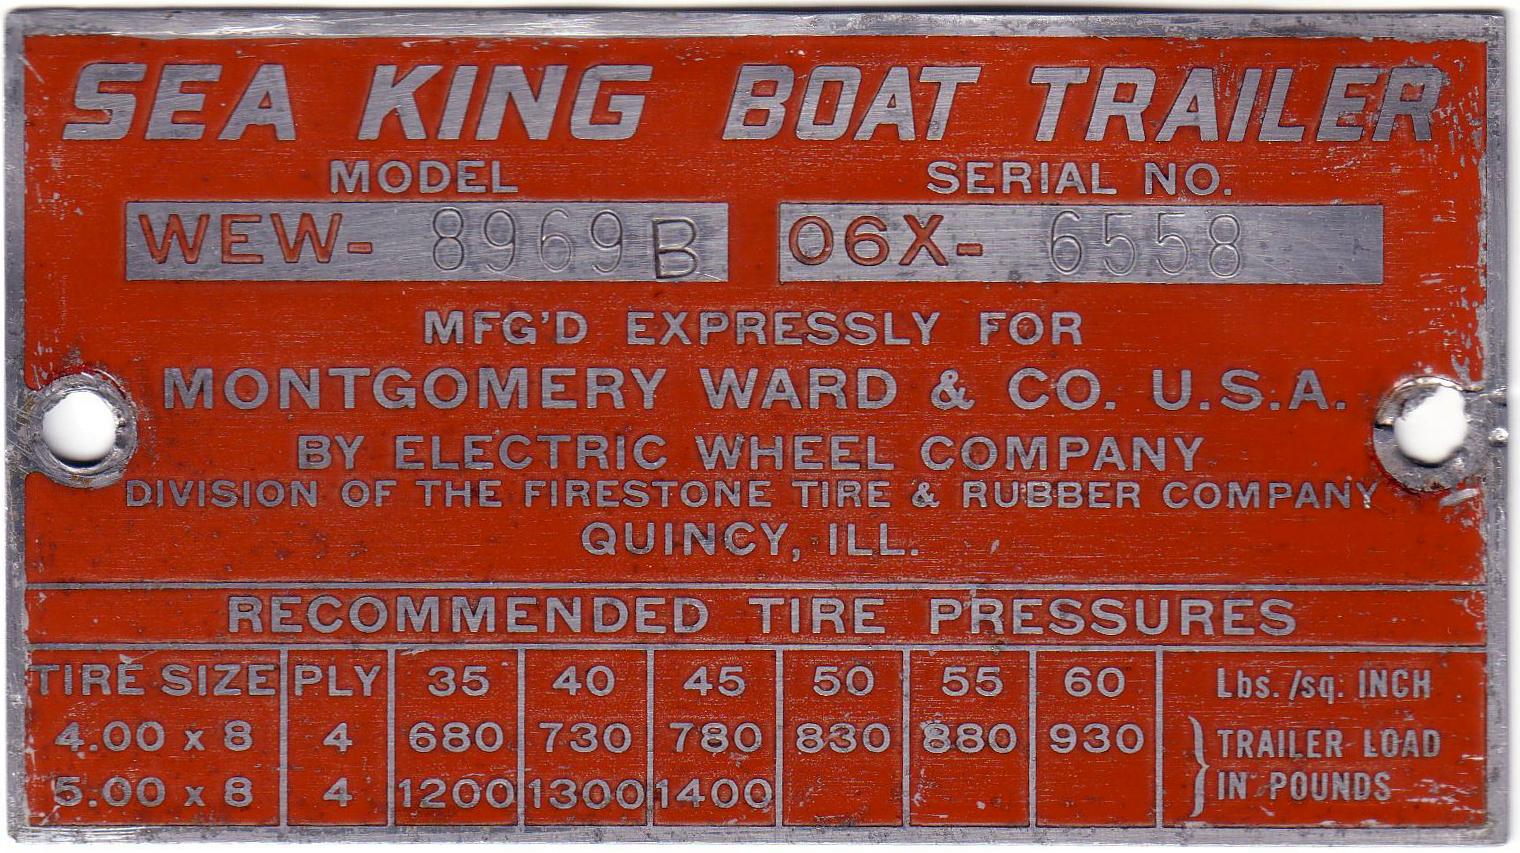 SEA KING BOAT TRAILER
MODEL SERIAL NO.
WEW- 8969B 06X- 6558
MFG'D EXPRESSLY FOR
MONTGOMERY WARD & CO. U.S.A.
BY ELECTRIC WHEEL COMPANY
DIVISION OF THE FIRESTONE TIRE & RUBBER COMPANY
QUINCY, ILL.
RECOMMENDED TIRE PRESSURES
TIRE SIZE PLY 35 40 45 50 55 60 Lbs./sq. INCH
4.00 x 8 4 680 730 780 830 880 930 TRAILER LOAD
5.00 x 8 4 1200 1300 1400 IN POUNDS